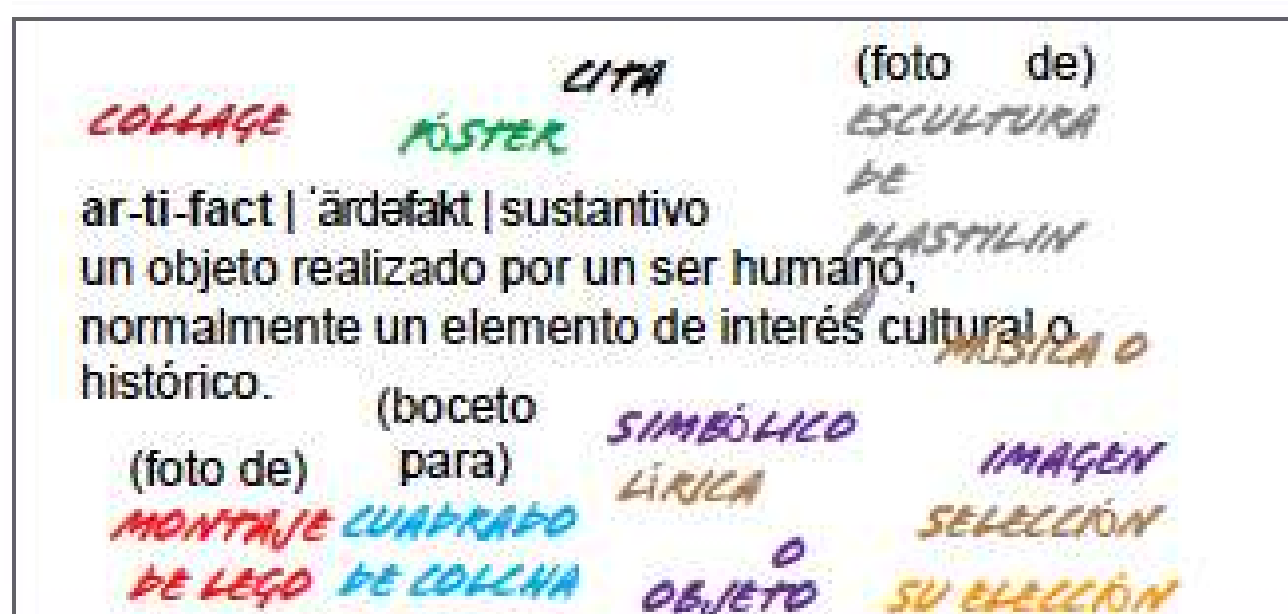 CITA
(foto de)
COLLAGE
PÓSTER
ESCULTURA
DE
PLASTILIN
A
ar-ti-fact | ˈärdəfakt | sustantivo
un objeto realizado por un ser humano,
normalmente un elemento de interés cultural o
histórico.
MÚSICA O
(boceto
para)
(foto de)
SIMBÓLICO
LÍRICA
IMAGEN
MONTAJE
DE LEGO
CUADRADO
DE COLCHA
O
OBJETO
SELECCIÓN
SU ELECCIÓN